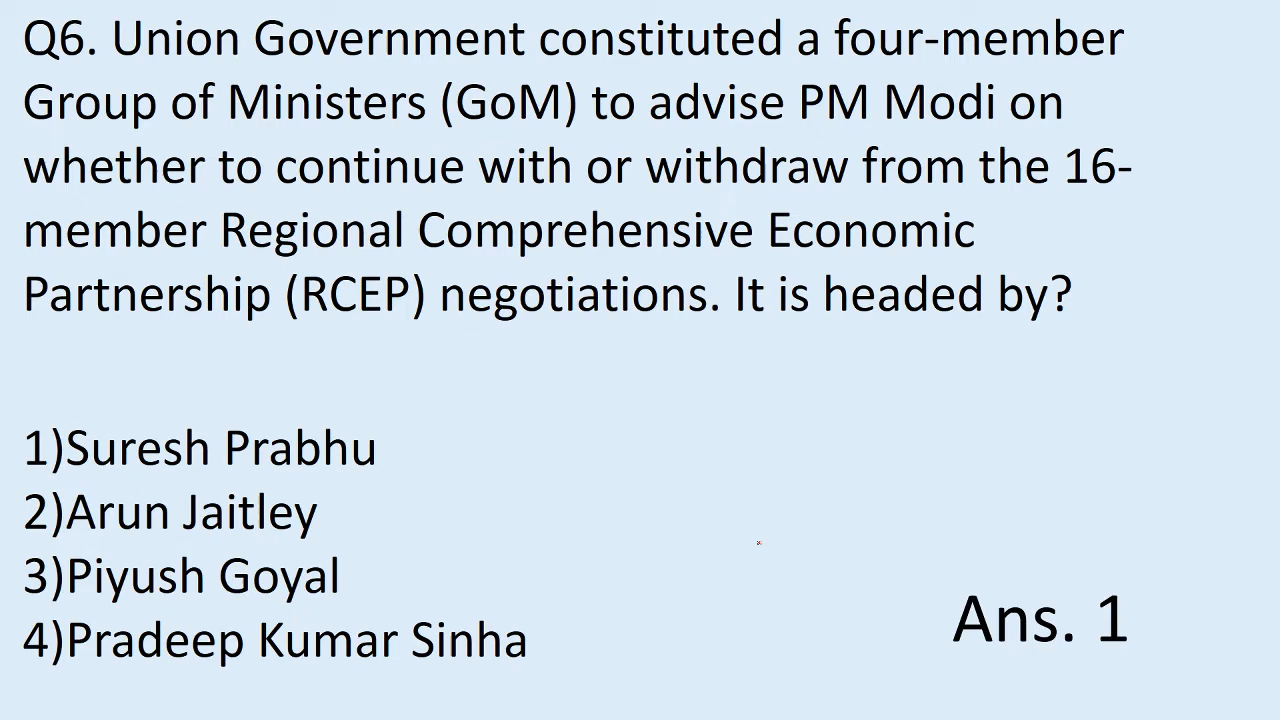 Q6. Union Government constituted a four-member
Group of Ministers (GoM) to advise PM Modi on
whether to continue with or withdraw from the 16-
member Regional Comprehensive Economic
Partnership (RCEP) negotiations. It is headed by?
1)Suresh Prabhu
2)Arun Jaitley
3)Piyush Goyal
4)Pradeep Kumar Sinha
Ans. 1